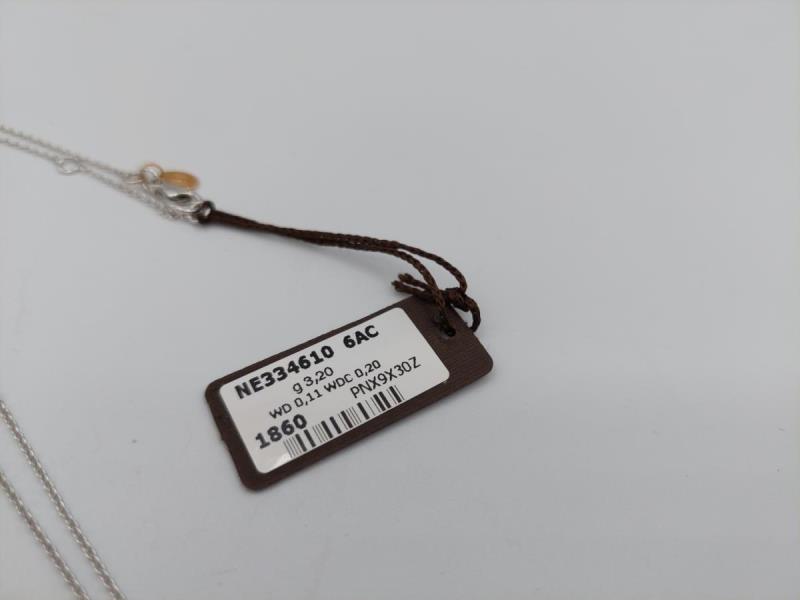 NE334610 6AC
g 3,20
WD 0,11 WDC 0,20
PNX9X30Z
1860